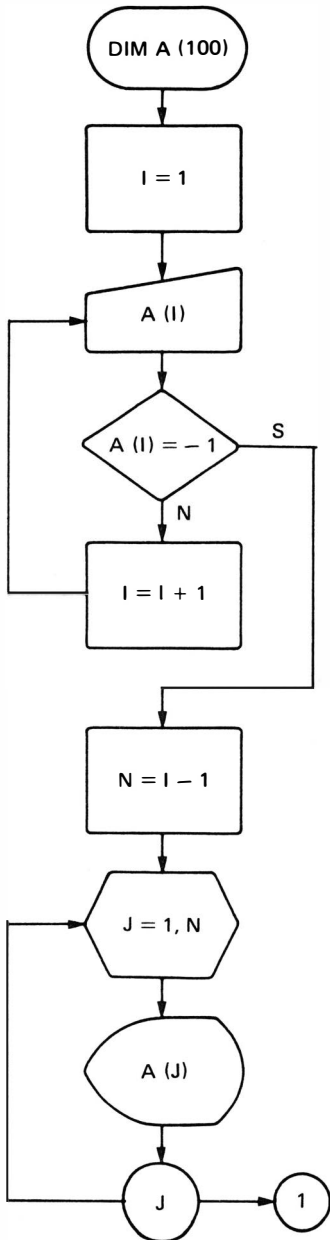 DIM A (100)
I = 1
A (I)
A (I) = – 1
S
N
I = I + 1
N = I – 1
J = 1, N
A (J)
J
1